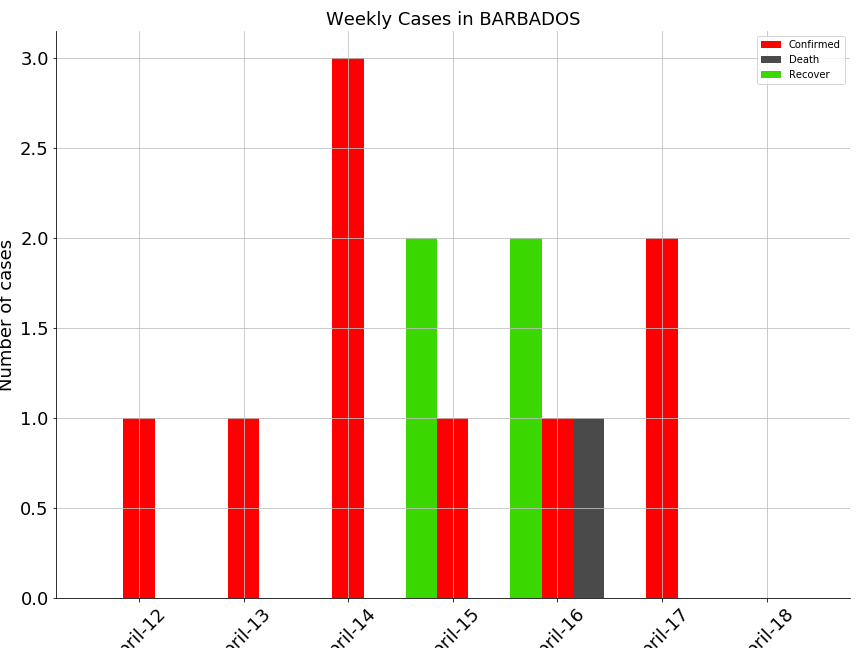 Weekly Cases in BARBADOS
Confirmed
Death
Recover
Number of cases
3.0
2.5
2.0
1.5
1.0
0.5
0.0
pril-12
pril-13
pril-14
pril-15
pril-16
pril-17
pril-18